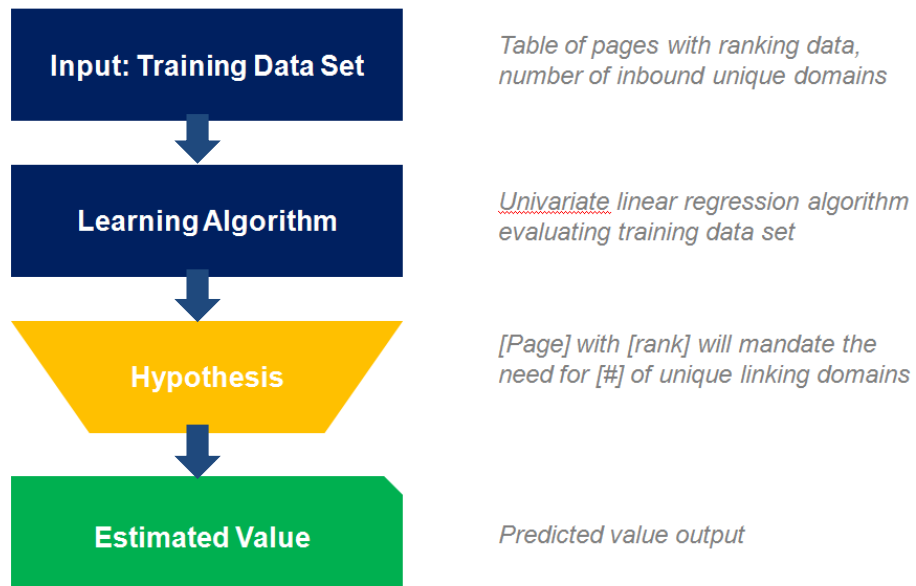 Input: Training Data Set
Table of pages with ranking data,
number of inbound unique domains
Learning Algorithm
Univariate linear regression algorithm
evaluating training data set
Hypothesis
[Page] with [rank] will mandate the
need for [#] of unique linking domains
Estimated Value
Predicted value output